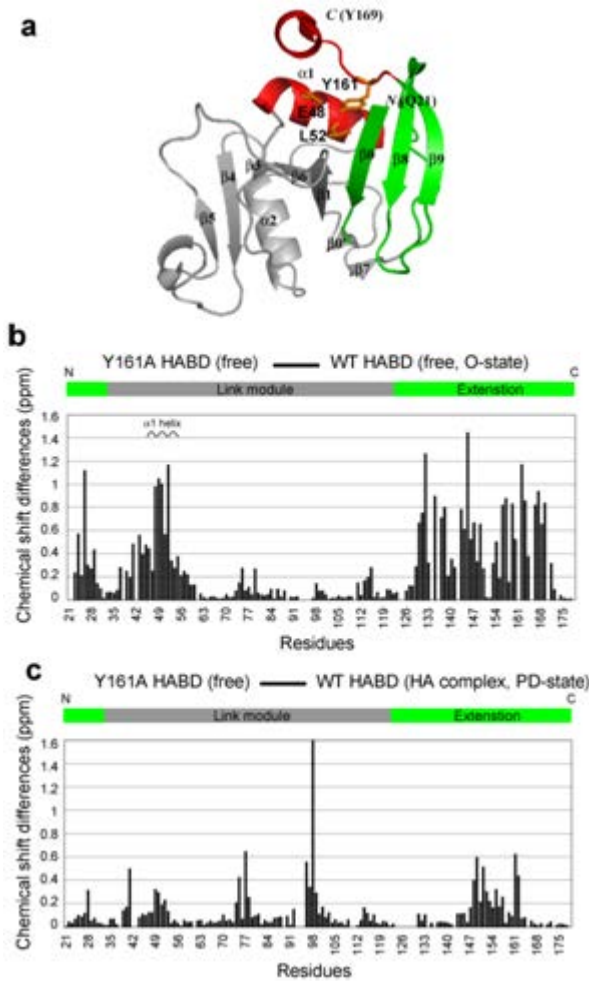 a
C (Y169)
α1
Y161
N (Q21)
E48
L52
β3
β6
β8
β9
β4
β1
β5
α2
β0
β7
b
Y161A HABD (free) WT HABD (free, O-state)
N C
Link module Extenstion
Chemical shift differences (ppm)
α1 helix
1.6
1.4
1.2
1
0.8
0.6
0.4
0.2
0
21 28 35 42 49 56 63 70 77 84 91 98 105 112 119 126 133 140 147 154 161 168 175
Residues
c
Y161A HABD (free) WT HABD (HA complex, PD-state)
N C
Link module Extenstion
Chemical shift differences (ppm)
1.6
1.4
1.2
1
0.8
0.6
0.4
0.2
0
21 28 35 42 49 56 63 70 77 84 91 98 105 112 119 126 133 140 147 154 161 168 175
Residues